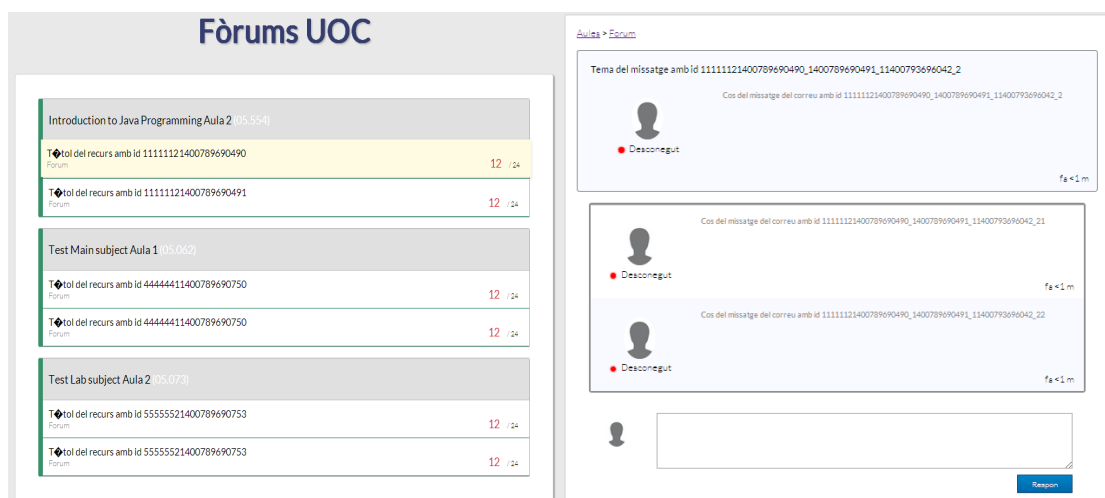 Fòrums UOC
Introduction to Java Programming Aula 2 (05.554)
T�tol del recurs amb id 11111121400789690490
Forum
12 / 24
T�tol del recurs amb id 11111121400789690491
Forum
12 / 24
Test Main subject Aula 1 (05.062)
T�tol del recurs amb id 44444411400789690750
Forum
12 / 24
T�tol del recurs amb id 44444411400789690750
Forum
12 / 24
Test Lab subject Aula 2 (05.073)
T�tol del recurs amb id 55555521400789690753
Forum
12 / 24
T�tol del recurs amb id 55555521400789690753
Forum
12 / 24
Aules > Forum
Tema del missatge amb id 11111121400789690490_1400789690491_11400793696042_2
Cos del missatge del correu amb id 11111121400789690490_1400789690491_11400793696042_2
Desconegut
fa <1 m
Cos del missatge del correu amb id 11111121400789690490_1400789690491_11400793696042_21
Desconegut
fa <1 m
Cos del missatge del correu amb id 11111121400789690490_1400789690491_11400793696042_22
Desconegut
fa <1 m
Respon